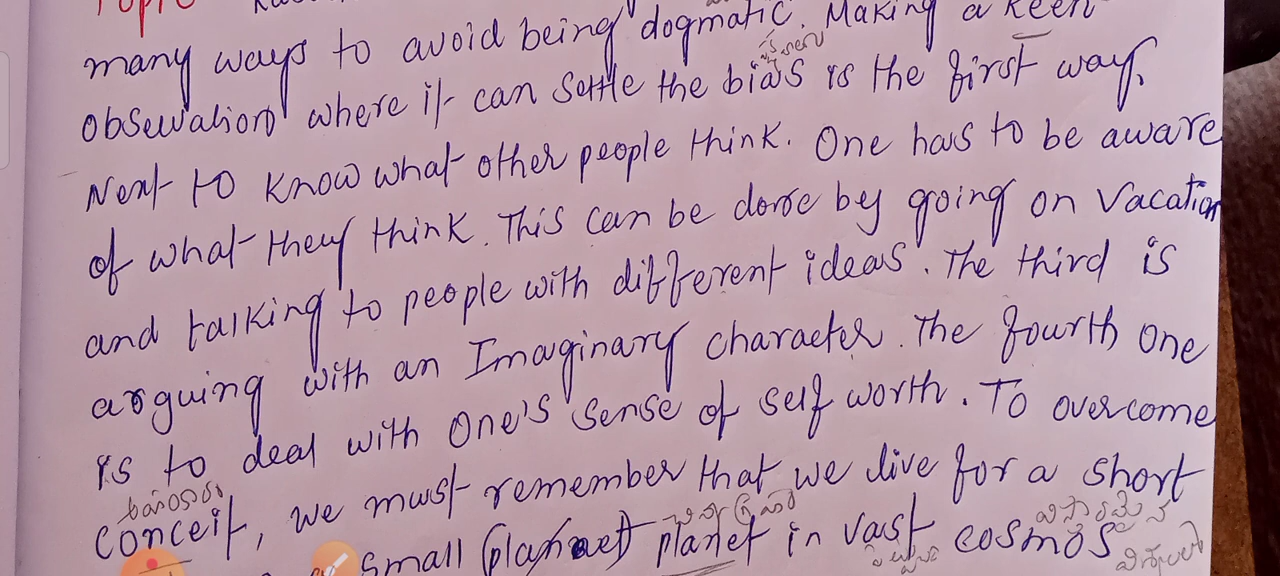 Topic
many ways to avoid being dogmatic. Making a keen
observation where it can settle the bias is the first way.
Next to know what other people think. One has to be aware
of what they think. This can be done by going on vacation
and talking to people with different ideas. The third is
arguing with an Imaginary character. The fourth one
is to deal with one's sense of self worth. To overcome
conceit, we must remember that we live for a short
small (planet) planet in vast cosmos